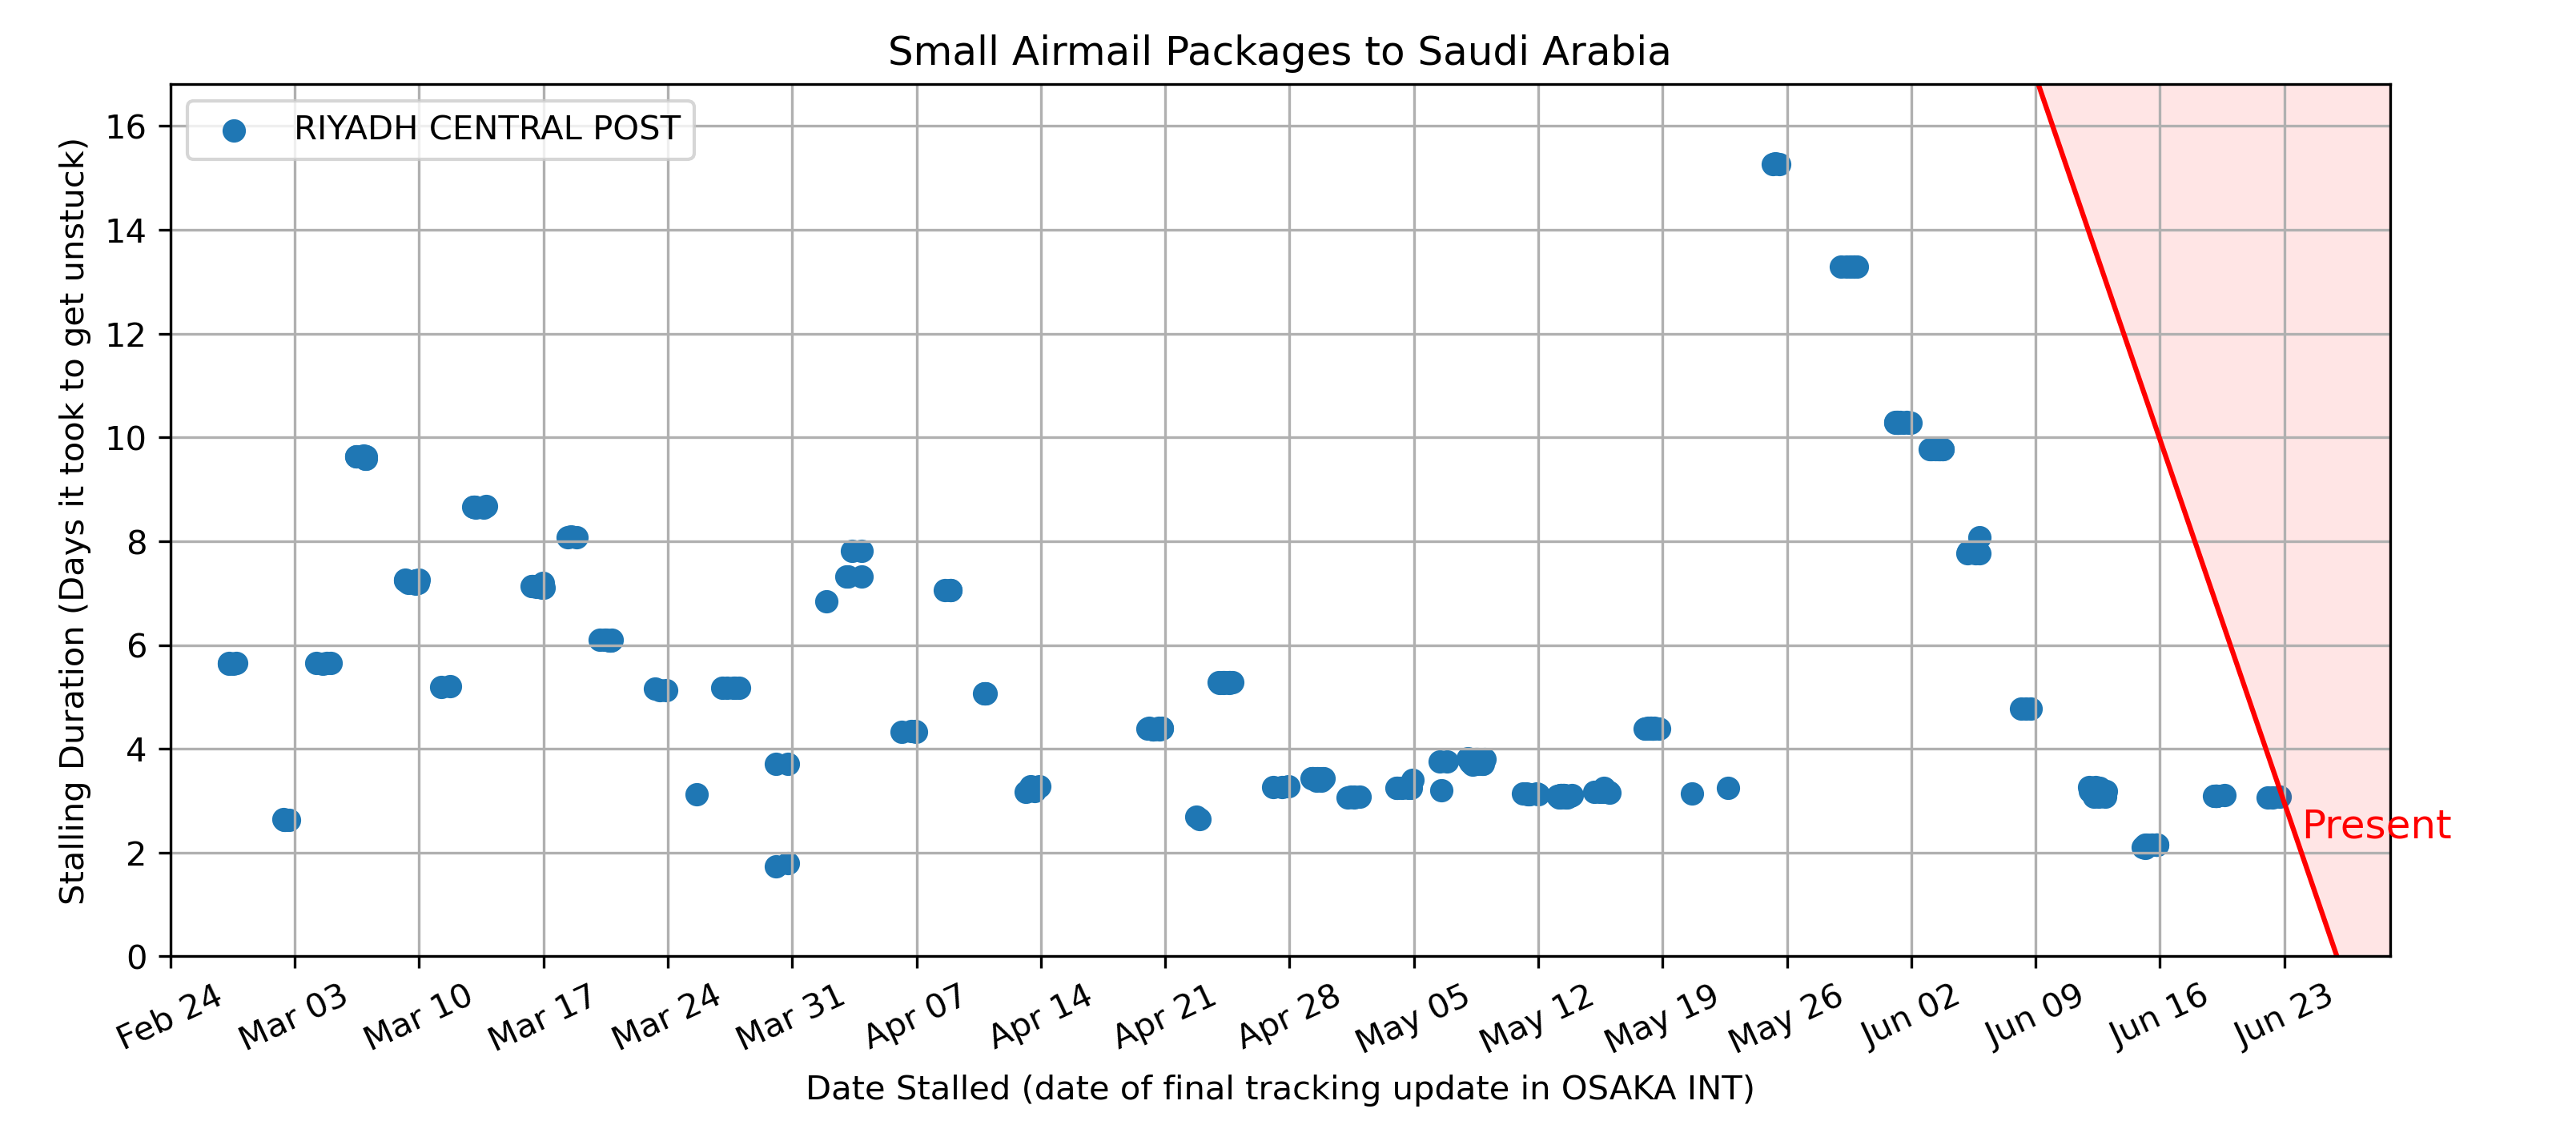 Small Airmail Packages to Saudi Arabia
RIYADH CENTRAL POST
Stalling Duration (Days it took to get unstuck)
16
14
12
10
8
6
4
2
0
Present
Feb 24
Mar 03
Mar 10
Mar 17
Mar 24
Mar 31
Apr 07
Apr 14
Apr 21
Apr 28
May 05
May 12
May 19
May 26
Jun 02
Jun 09
Jun 16
Jun 23
Date Stalled (date of final tracking update in OSAKA INT)